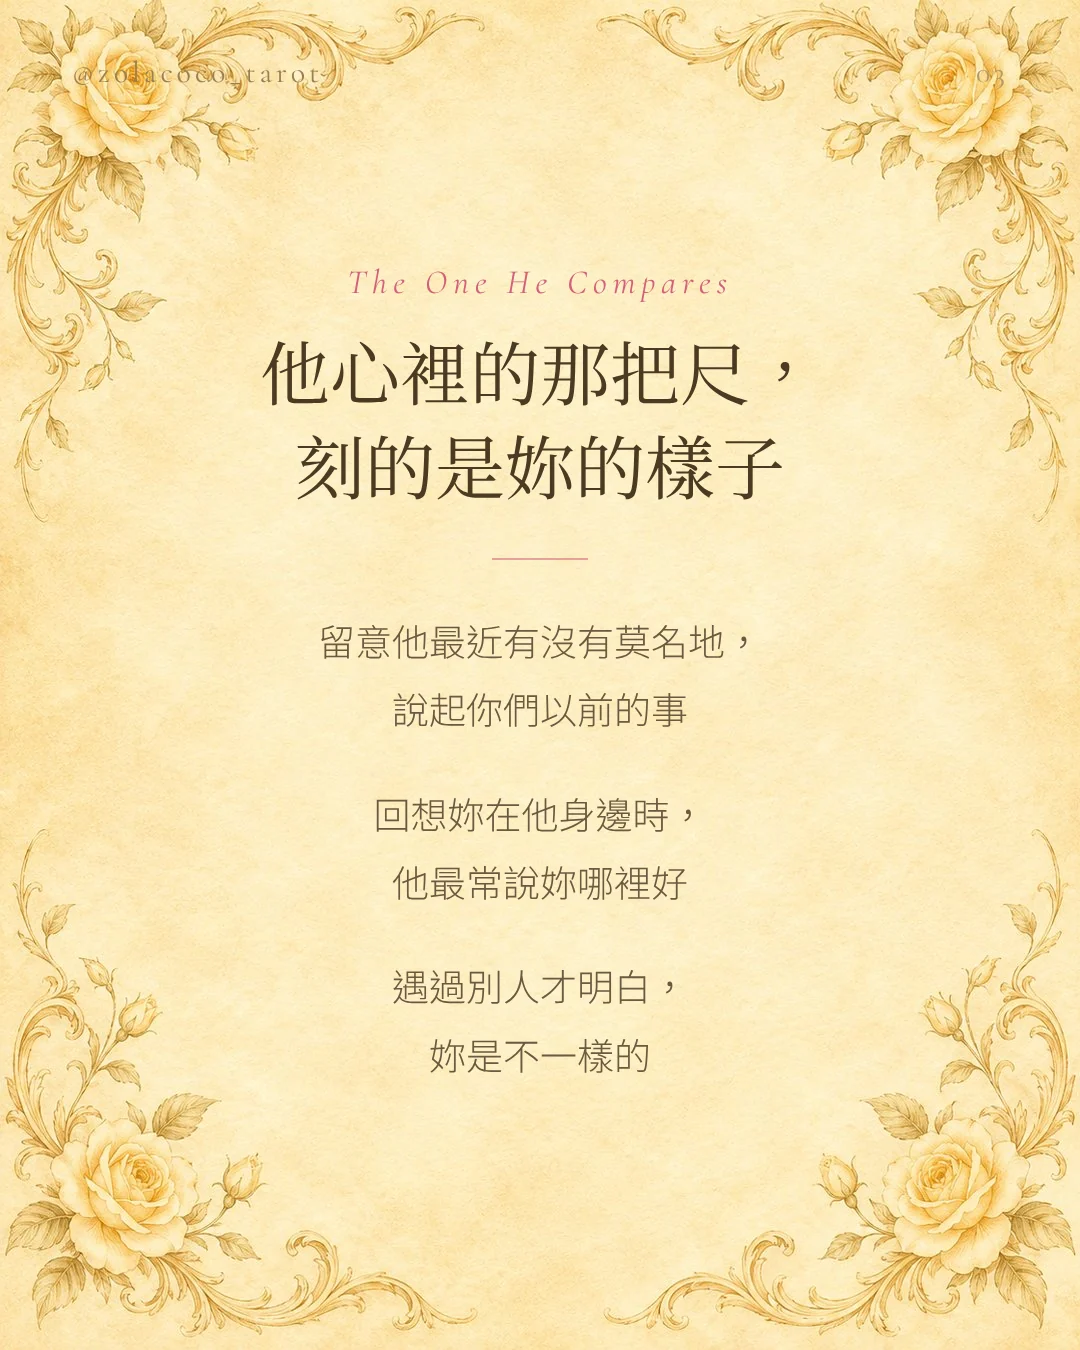 @zolacoco_tarot
03
The One He Compares
他心裡的那把尺，
刻的是妳的樣子
留意他最近有沒有莫名地，
說起你們以前的事
回想妳在他身邊時，
他最常說妳哪裡好
遇過別人才明白，
妳是不一樣的